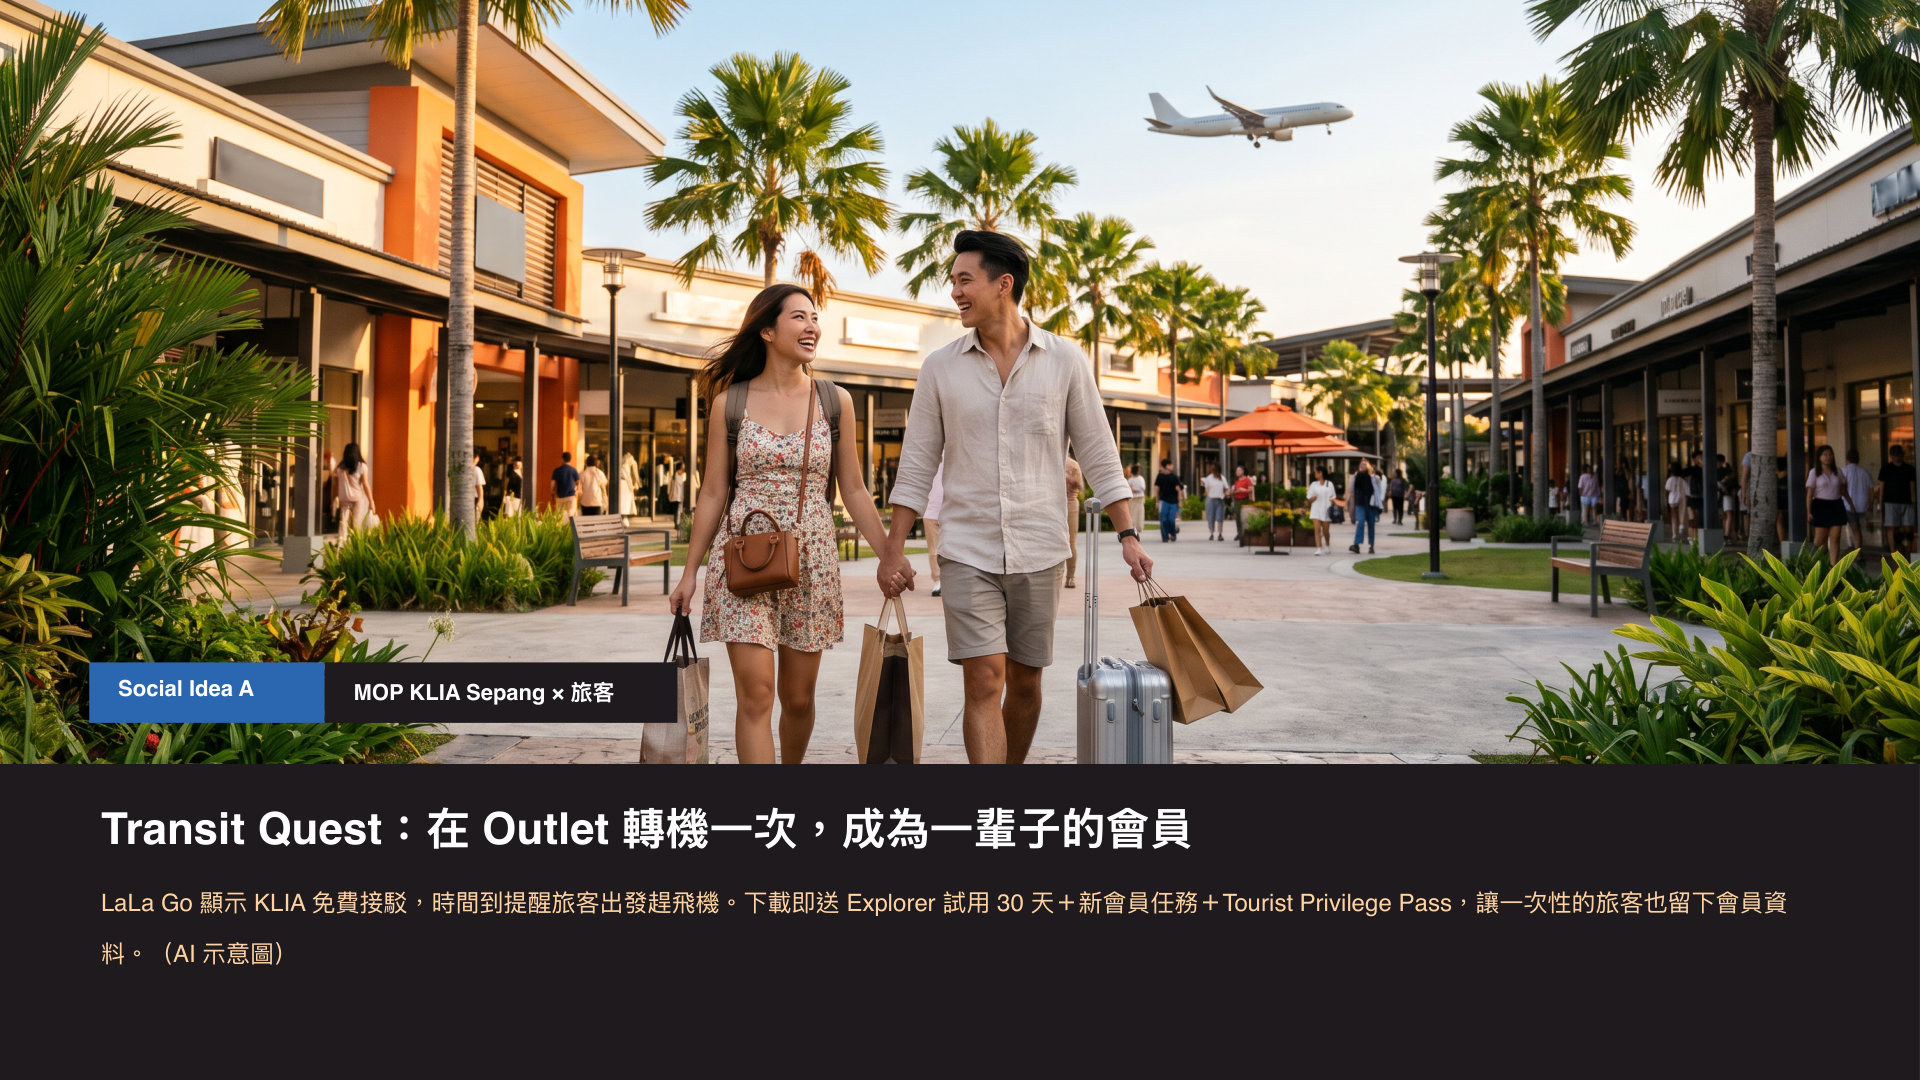 Social Idea A
MOP KLIA Sepang × 旅客
Transit Quest：在 Outlet 轉機一次，成為一輩子的會員
LaLa Go 顯示 KLIA 免費接駁，時間到提醒旅客出發趕飛機。下載即送 Explorer 試用 30 天＋新會員任務＋Tourist Privilege Pass，讓一次性的旅客也留下會員資
料。（AI 示意圖）